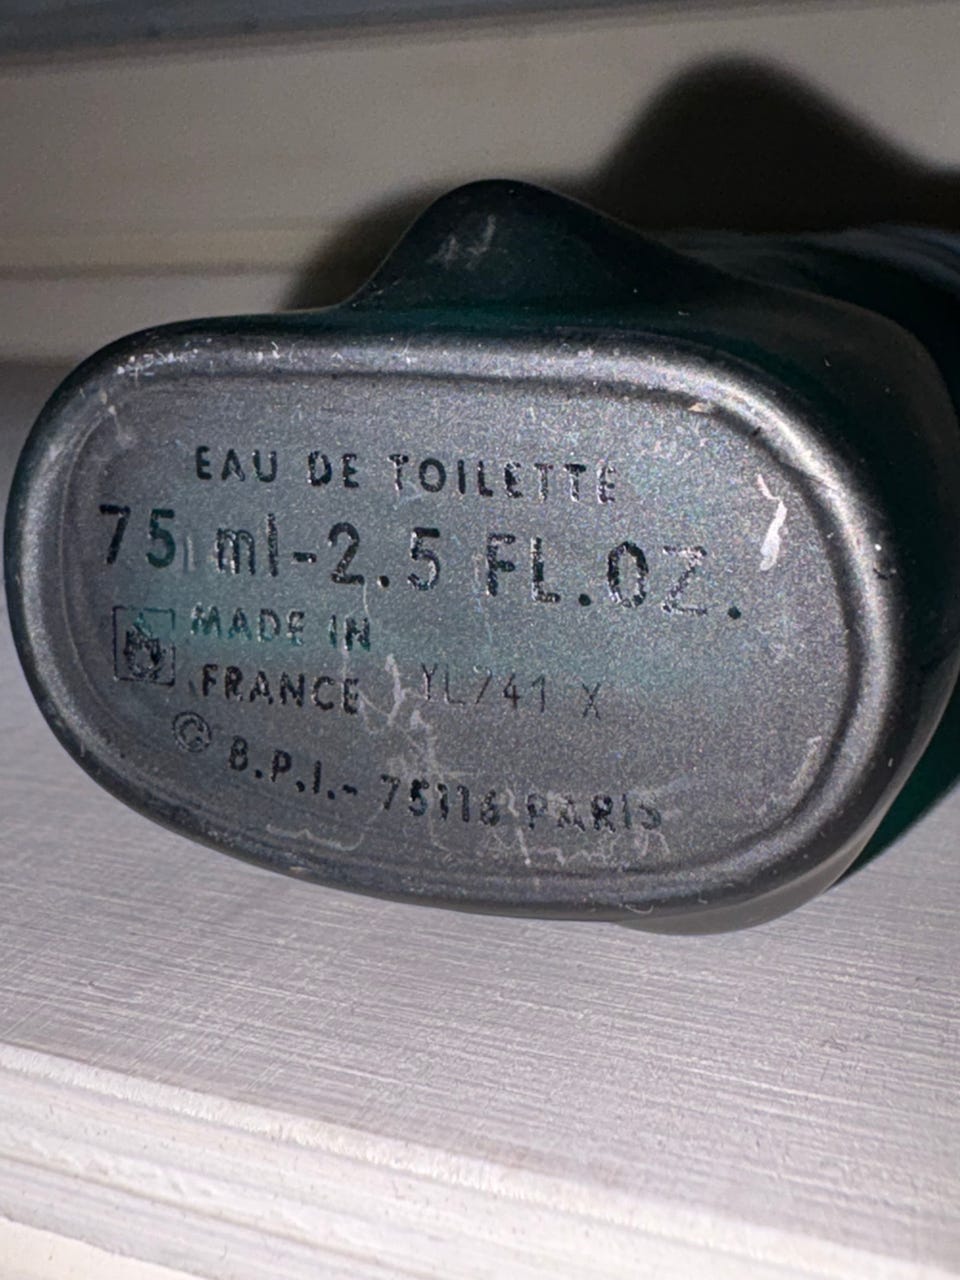 EAU DE TOILETTE
75 ml-2.5 FL.OZ.
MADE IN
FRANCE YL741 X
© B.P.I.- 75116 PARIS